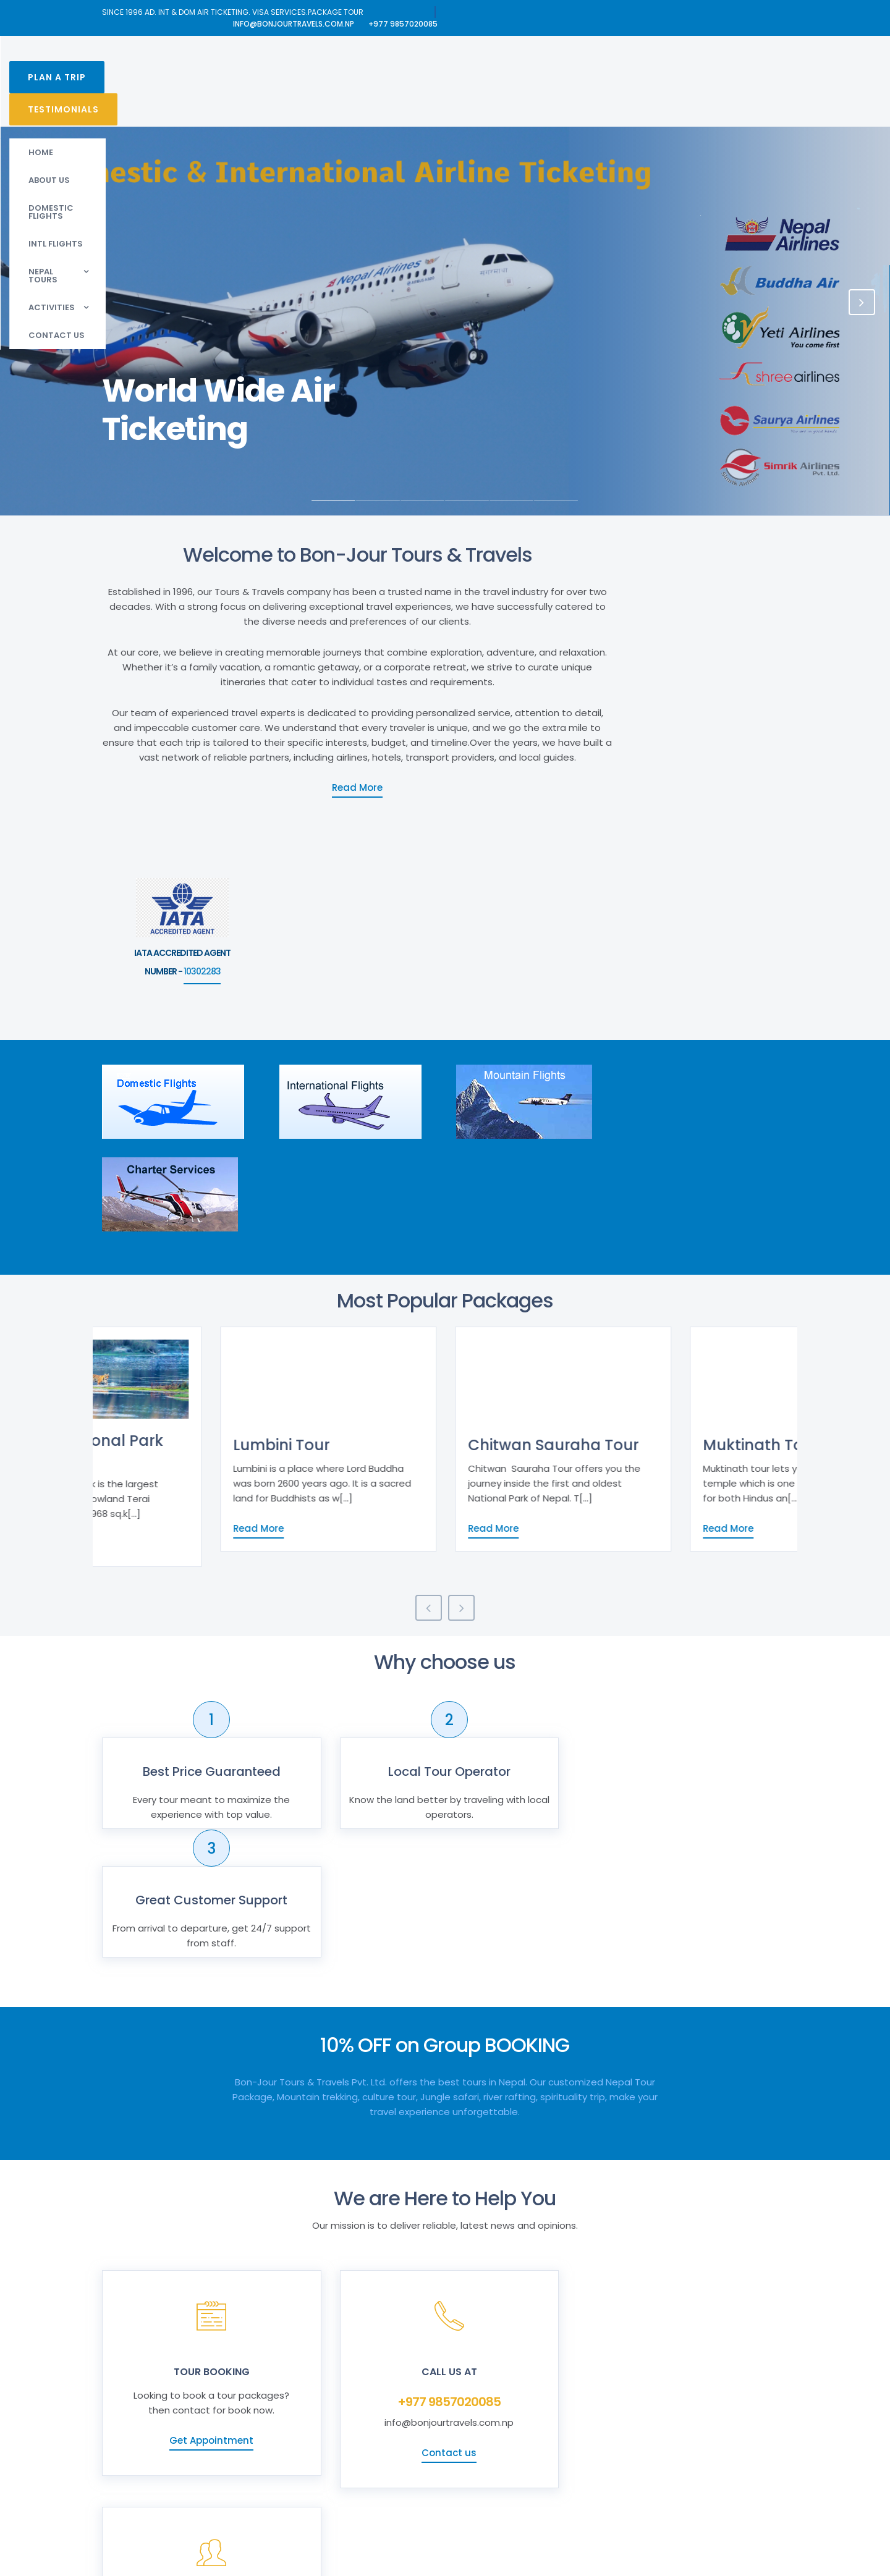 SINCE 1996 AD. INT & DOM AIR TICKETING. VISA SERVICES.PACKAGE TOUR
INFO@BONJOURTRAVELS.COM.NP +977 9857020085
PLAN A TRIP
TESTIMONIALS
HOME
ABOUT US
DOMESTIC
FLIGHTS
INTL FLIGHTS
NEPAL
TOURS
ACTIVITIES
CONTACT US
mestic & International Airline Ticketing
Nepal Airlines
Nepal
Airlines
Buddha Air
Yeti Airlines
You come first
shreeairlines
Saurya Airlines
Simrik Airlines
Pvt. Ltd.
World Wide Air
Ticketing
Welcome to Bon-Jour Tours & Travels
Established in 1996, our Tours & Travels company has been a trusted name in the travel industry for over two
decades. With a strong focus on delivering exceptional travel experiences, we have successfully catered to
the diverse needs and preferences of our clients.
At our core, we believe in creating memorable journeys that combine exploration, adventure, and relaxation.
Whether it’s a family vacation, a romantic getaway, or a corporate retreat, we strive to curate unique
itineraries that cater to individual tastes and requirements.
Our team of experienced travel experts is dedicated to providing personalized service, attention to detail,
and impeccable customer care. We understand that every traveler is unique, and we go the extra mile to
ensure that each trip is tailored to their specific interests, budget, and timeline.Over the years, we have built a
vast network of reliable partners, including airlines, hotels, transport providers, and local guides.
Read More
IATA
ACCREDITED AGENT
IATA ACCREDITED AGENT
NUMBER - 10302283
Domestic Flights
International Flights
Mountain Flights
Charter Services
Most Popular Packages
onal Park
k is the largest
owland Terai
968 sq.k[...]
Lumbini Tour
Lumbini is a place where Lord Buddha
was born 2600 years ago. It is a sacred
land for Buddhists as w[...]
Read More
Chitwan Sauraha Tour
Chitwan Sauraha Tour offers you the
journey inside the first and oldest
National Park of Nepal. T[...]
Read More
Muktinath To
Muktinath tour lets y
temple which is one
for both Hindus an[...
Read More
Why choose us
1
Best Price Guaranteed
Every tour meant to maximize the
experience with top value.
2
Local Tour Operator
Know the land better by traveling with local
operators.
3
Great Customer Support
From arrival to departure, get 24/7 support
from staff.
10% OFF on Group BOOKING
Bon-Jour Tours & Travels Pvt. Ltd. offers the best tours in Nepal. Our customized Nepal Tour
Package, Mountain trekking, culture tour, Jungle safari, river rafting, spirituality trip, make your
travel experience unforgettable.
We are Here to Help You
Our mission is to deliver reliable, latest news and opinions.
TOUR BOOKING
Looking to book a tour packages?
then contact for book now.
Get Appointment
CALL US AT
+977 9857020085
info@bonjourtravels.com.np
Contact us